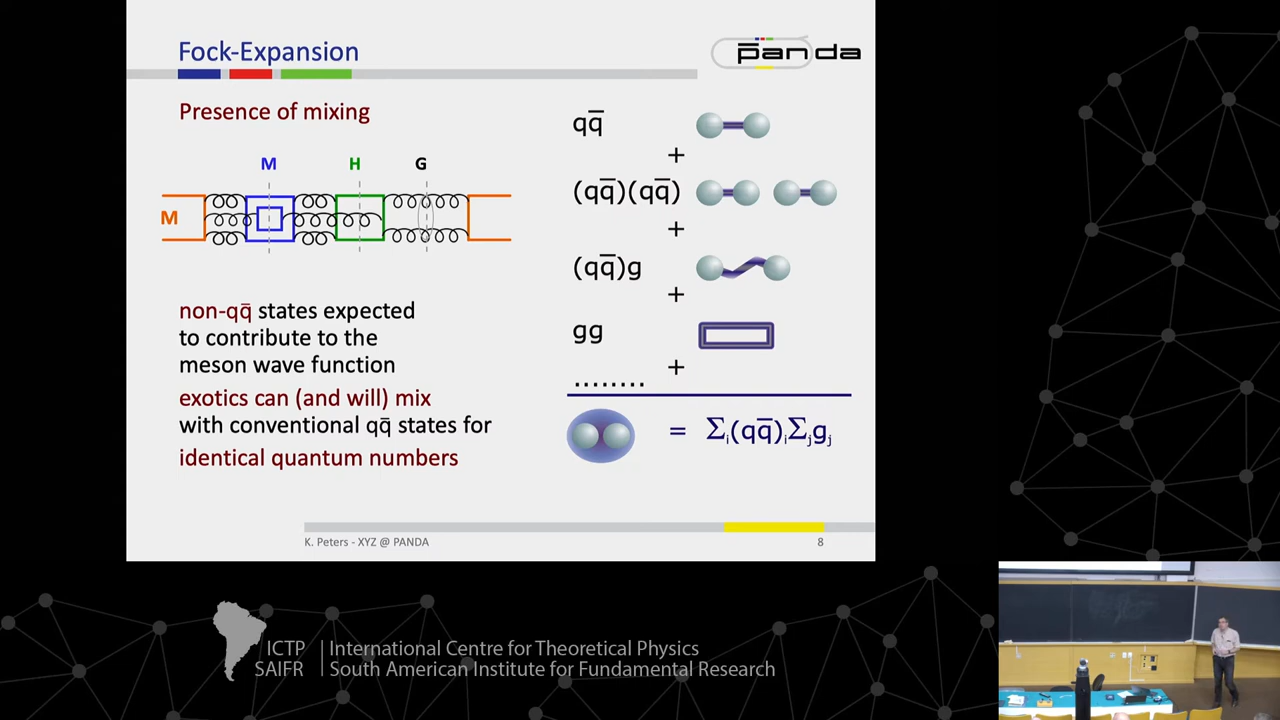 Fock-Expansion
p̅anda
Presence of mixing
M H G
M
non-qq̅ states expected
to contribute to the
meson wave function
exotics can (and will) mix
with conventional qq̅ states for
identical quantum numbers
qq̅
+
(qq̅)(qq̅)
+
(qq̅)g
+
gg
+
........
= Σᵢ(qq̅)ᵢΣⱼgⱼ
K. Peters - XYZ @ PANDA
8
ICTP | International Centre for Theoretical Physics
SAIFR | South American Institute for Fundamental Research